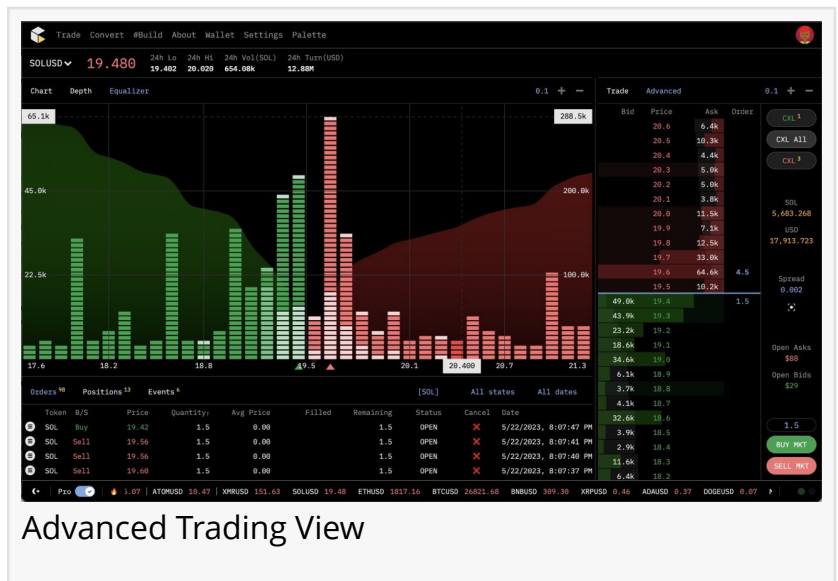 Trade Convert #Build About Wallet Settings Palette
SOLUSD 19.480 24h Lo 24h Hi 24h Vol(SOL) 24h Turn(USD)
19.402 20.020 654.08k 12.88M
Chart Depth Equalizer 0.1 + −
65.1k 288.5k
45.0k 200.0k
22.5k 100.0k
17.6 18.2 18.8 19.5 20.1 20.400 20.7 21.3
Trade Advanced 0.1 + −
Bid Price Ask Order
20.6 6.4k
20.5 10.3k
20.4 4.4k
20.3 5.0k
20.2 5.0k
20.1 3.8k
20.0 11.5k
19.9 7.1k
19.8 12.5k
19.7 33.0k
19.6 64.6k 4.5
19.5 10.2k
49.0k 19.4 1.5
43.9k 19.3
23.2k 19.2
18.6k 19.1
34.6k 19.0
6.1k 18.9
3.7k 18.8
4.1k 18.7
32.6k 18.6
3.9k 18.5
2.9k 18.4
11.6k 18.3
6.4k 18.2
CXL 1
CXL All
CXL 3
SOL
5,683.268
USD
17,913.723
Spread
0.002
Open Asks
$88
Open Bids
$29
1.5
BUY MKT
SELL MKT
Orders 98 Positions 13 Events 6 [SOL] All states All dates
Token B/S Price Quantity↑ Avg Price Filled Remaining Status Cancel Date
SOL Buy 19.42 1.5 0.00 1.5 OPEN 5/22/2023, 8:07:47 PM
SOL Sell 19.56 1.5 0.00 1.5 OPEN 5/22/2023, 8:07:41 PM
SOL Sell 19.56 1.5 0.00 1.5 OPEN 5/22/2023, 8:07:40 PM
SOL Sell 19.60 1.5 0.00 1.5 OPEN 5/22/2023, 8:07:37 PM
Pro ATOMUSD 10.47 XMRUSD 151.63 SOLUSD 19.48 ETHUSD 1817.16 BTCUSD 26821.68 BNBUSD 309.30 XRPUSD 0.46 ADAUSD 0.37 DOGEUSD 0.07
Advanced Trading View